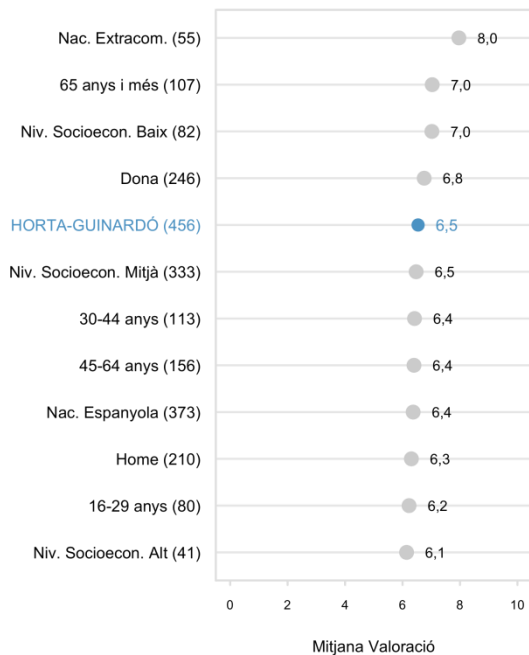 Nac. Extracom. (55) 8,0
65 anys i més (107) 7,0
Niv. Socioecon. Baix (82) 7,0
Dona (246) 6,8
HORTA-GUINARDÓ (456) 6,5
Niv. Socioecon. Mitjà (333) 6,5
30-44 anys (113) 6,4
45-64 anys (156) 6,4
Nac. Espanyola (373) 6,4
Home (210) 6,3
16-29 anys (80) 6,2
Niv. Socioecon. Alt (41) 6,1
0 2 4 6 8 10
Mitjana Valoració